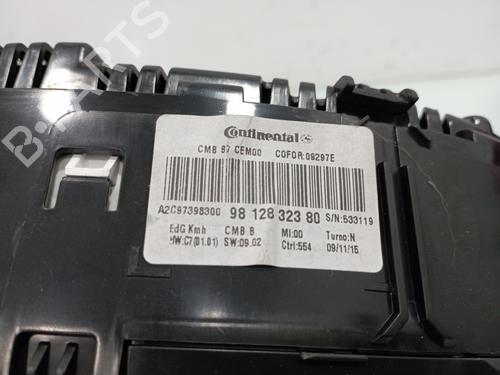 B-PARTS
Continental
CMB B7 CEM00 COFOR:09297E
A2C97398300 98 128 323 80 S/N:533119
EdG Kmh CMB B MI:00 Turno:N
HW:C7(01.01) SW:09.02 Ctrl:554 09/11/15